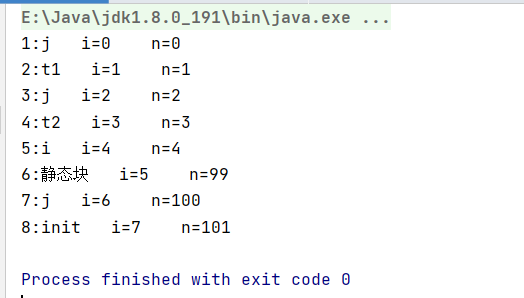 E:\Java\jdk1.8.0_191\bin\java.exe ...
1:j   i=0    n=0
2:t1   i=1    n=1
3:j   i=2    n=2
4:t2   i=3    n=3
5:i   i=4    n=4
6:静态块   i=5    n=99
7:j   i=6    n=100
8:init   i=7    n=101
Process finished with exit code 0